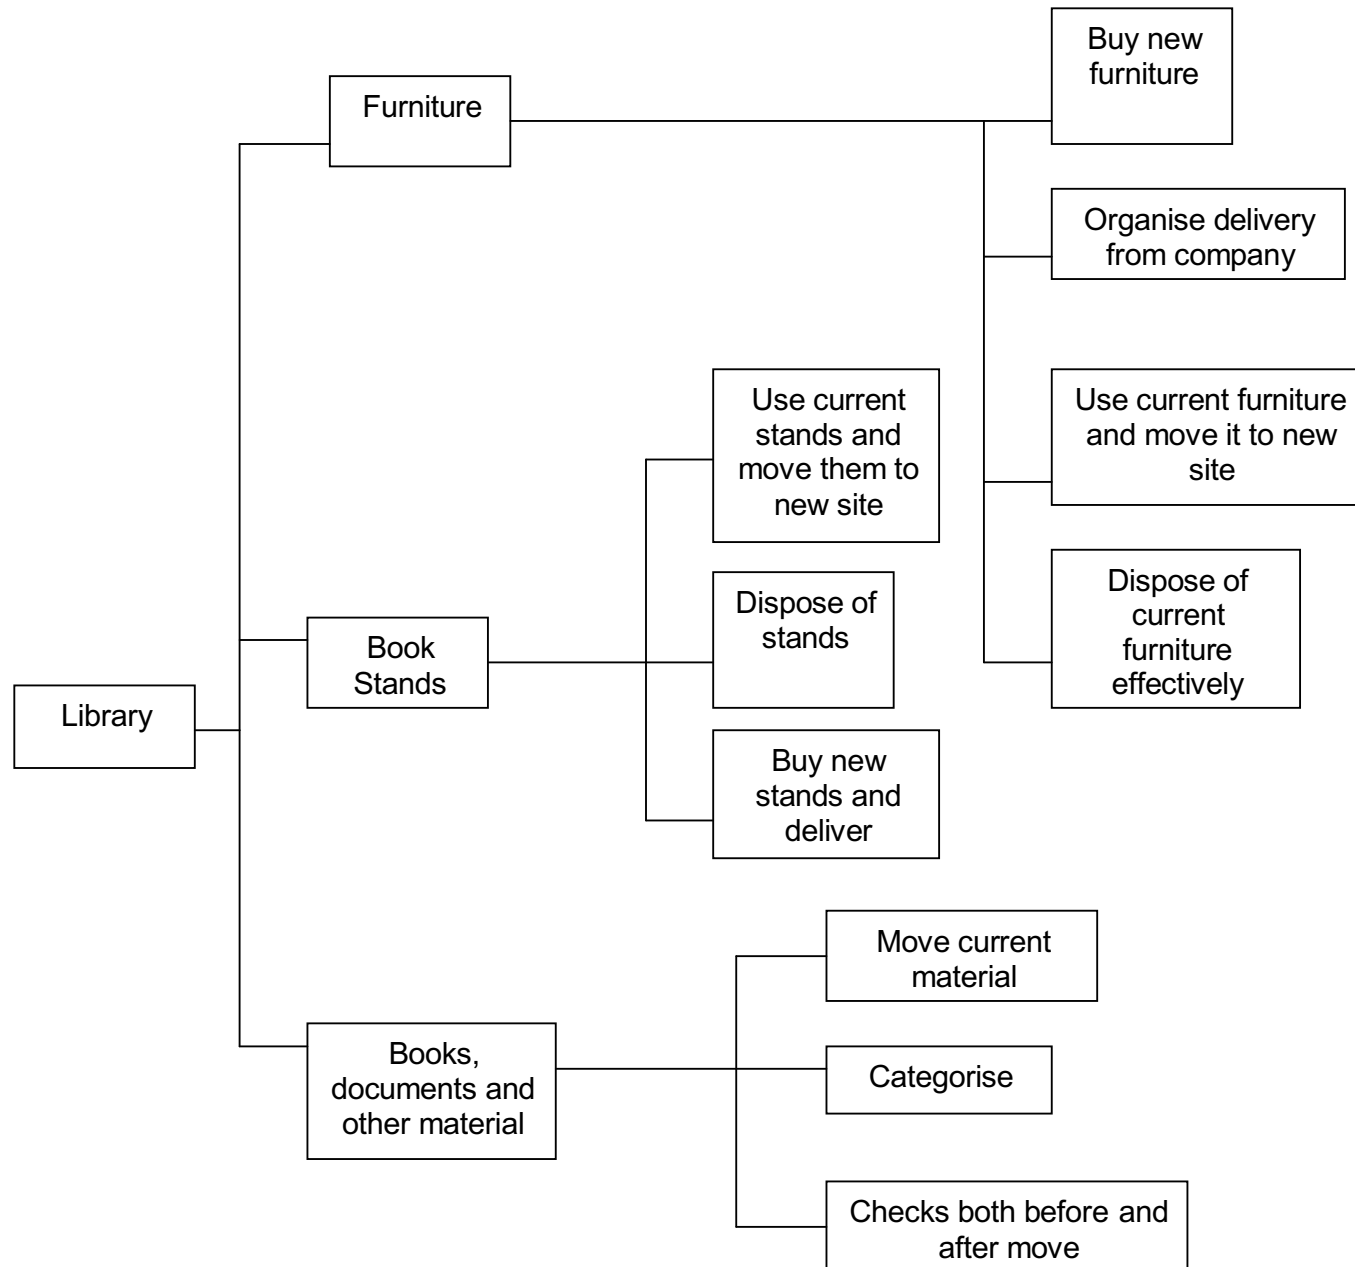 Buy new
furniture
Furniture
Organise delivery
from company
Use current
stands and
move them to
new site
Use current furniture
and move it to new
site
Dispose of
stands
Dispose of
current
furniture
effectively
Book
Stands
Library
Buy new
stands and
deliver
Move current
material
Books,
documents and
other material
Categorise
Checks both before and
after move